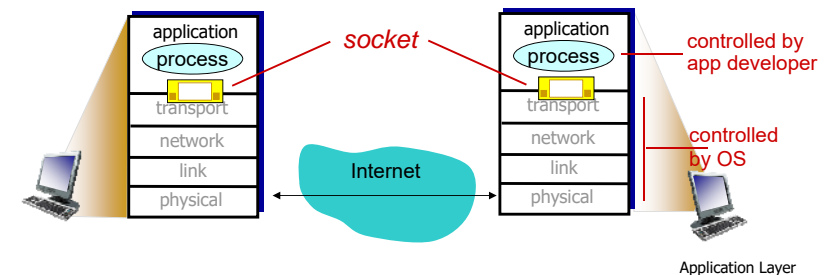 application
process
transport
network
link
physical
socket
Internet
application
process
transport
network
link
physical
controlled by
app developer
controlled
by OS
Application Layer